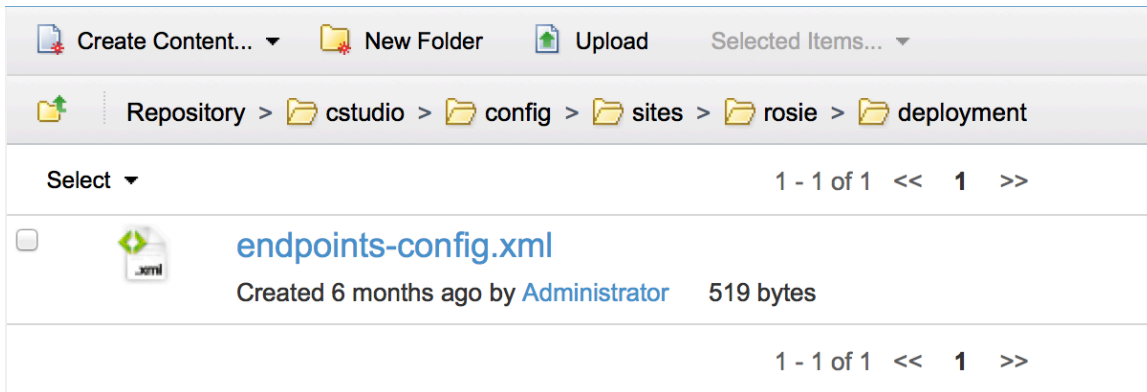 Create Content... New Folder Upload Selected Items...
Repository > cstudio > config > sites > rosie > deployment
Select 1 - 1 of 1 << 1 >>
endpoints-config.xml
.xml
Created 6 months ago by Administrator 519 bytes
1 - 1 of 1 << 1 >>